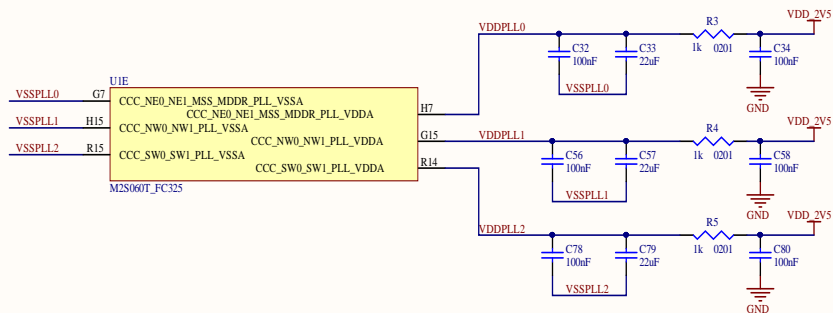 VDD_2V5
VDDPLL0
R3
C32
100nF
C33
22uF
1k
0201
C34
100nF
U1E
VSSPLL0
G7
CCC_NE0_NE1_MSS_MDDR_PLL_VSSA
VSSPLL0
CCC_NE0_NE1_MSS_MDDR_PLL_VDDA
H7
GND
VSSPLL1
H15
CCC_NW0_NW1_PLL_VSSA
VDD_2V5
CCC_NW0_NW1_PLL_VDDA
G15
VDDPLL1
R4
VSSPLL2
R15
CCC_SW0_SW1_PLL_VSSA
C56
100nF
C57
22uF
1k
0201
C58
100nF
CCC_SW0_SW1_PLL_VDDA
R14
M2S060T_FC325
VSSPLL1
GND
VDD_2V5
VDDPLL2
R5
C78
100nF
C79
22uF
1k
0201
C80
100nF
VSSPLL2
GND